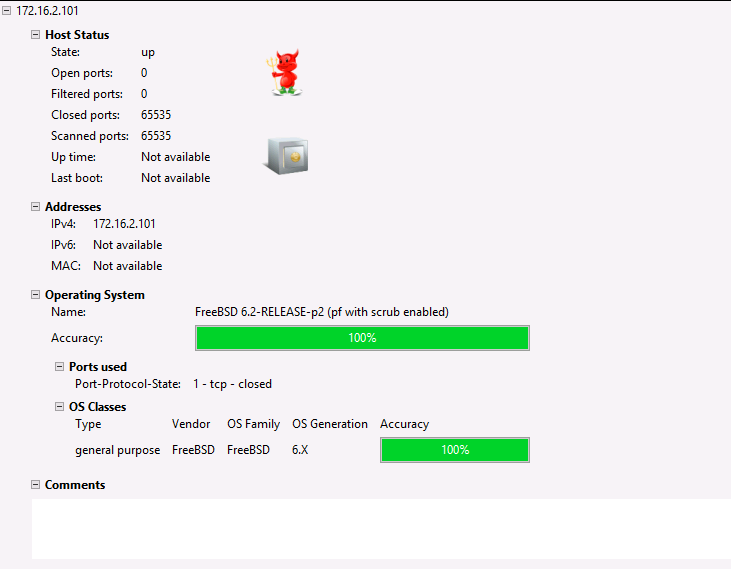 172.16.2.101
Host Status
State: up
Open ports: 0
Filtered ports: 0
Closed ports: 65535
Scanned ports: 65535
Up time: Not available
Last boot: Not available
Addresses
IPv4: 172.16.2.101
IPv6: Not available
MAC: Not available
Operating System
Name: FreeBSD 6.2-RELEASE-p2 (pf with scrub enabled)
Accuracy: 100%
Ports used
Port-Protocol-State: 1 - tcp - closed
OS Classes
Type Vendor OS Family OS Generation Accuracy
general purpose FreeBSD FreeBSD 6.X 100%
Comments